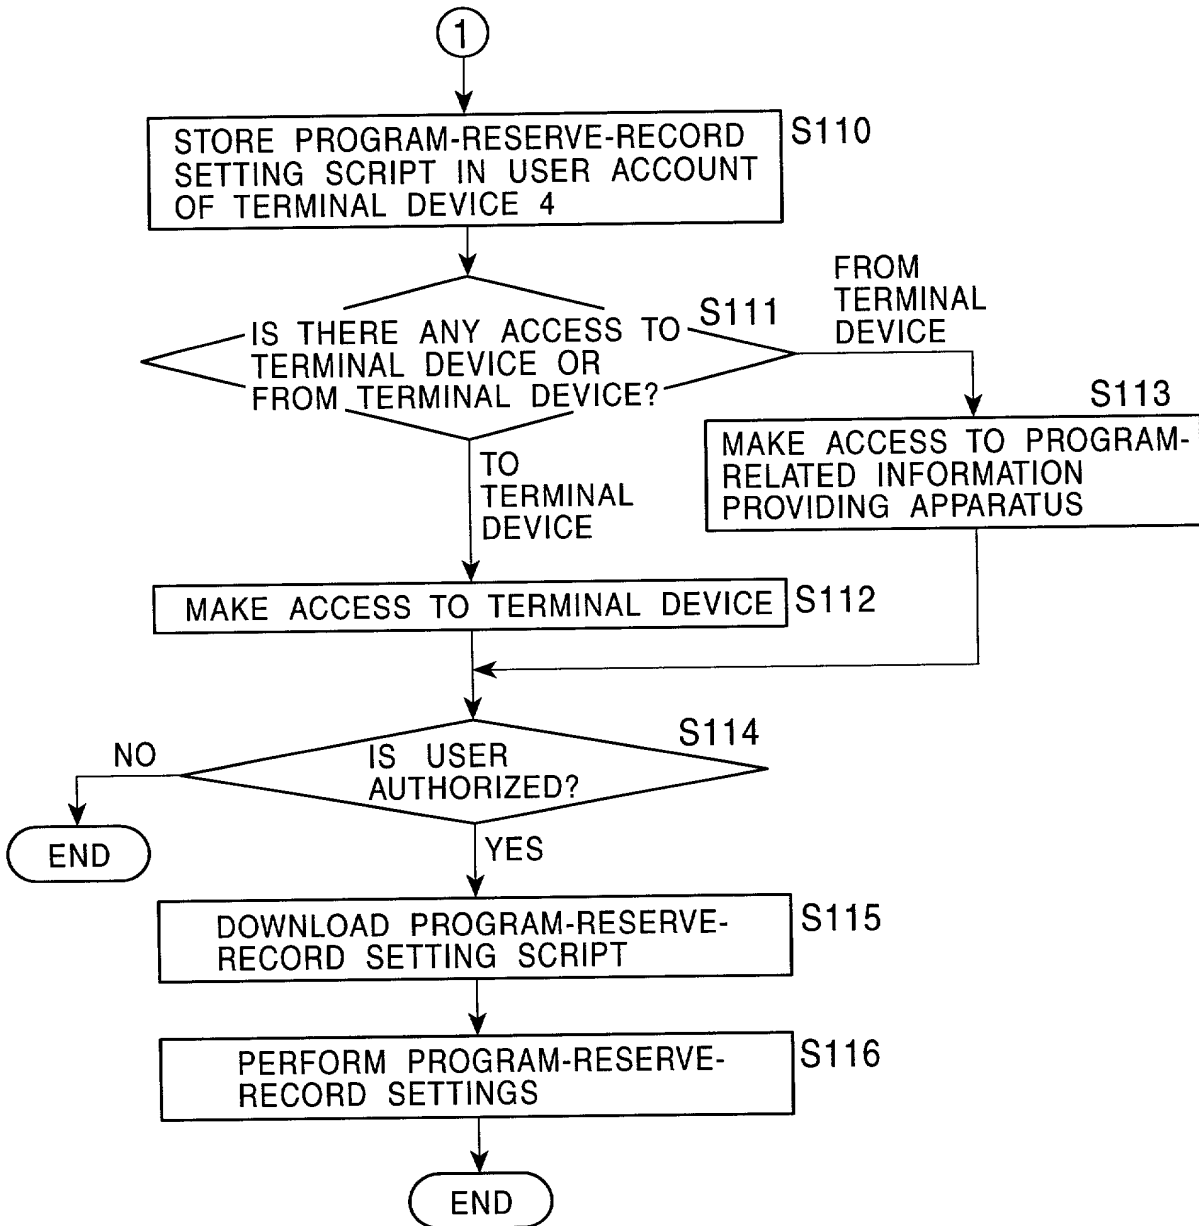 1
STORE PROGRAM-RESERVE-RECORD
SETTING SCRIPT IN USER ACCOUNT
OF TERMINAL DEVICE 4
S110
IS THERE ANY ACCESS TO
TERMINAL DEVICE OR
FROM TERMINAL DEVICE?
S111
FROM
TERMINAL
DEVICE
S113
MAKE ACCESS TO PROGRAM-
RELATED INFORMATION
PROVIDING APPARATUS
TO
TERMINAL
DEVICE
MAKE ACCESS TO TERMINAL DEVICE
S112
IS USER
AUTHORIZED?
S114
NO
END
YES
DOWNLOAD PROGRAM-RESERVE-
RECORD SETTING SCRIPT
S115
PERFORM PROGRAM-RESERVE-
RECORD SETTINGS
S116
END